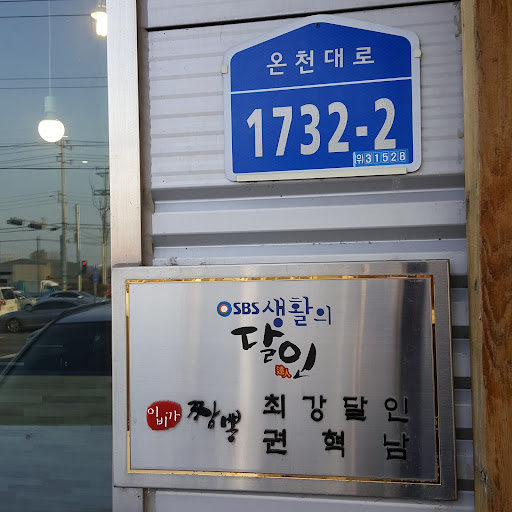 온천대로
1732-2
위31528
SBS 생활의
달인
達人
이비가 짬뽕
최강달인
권혁남